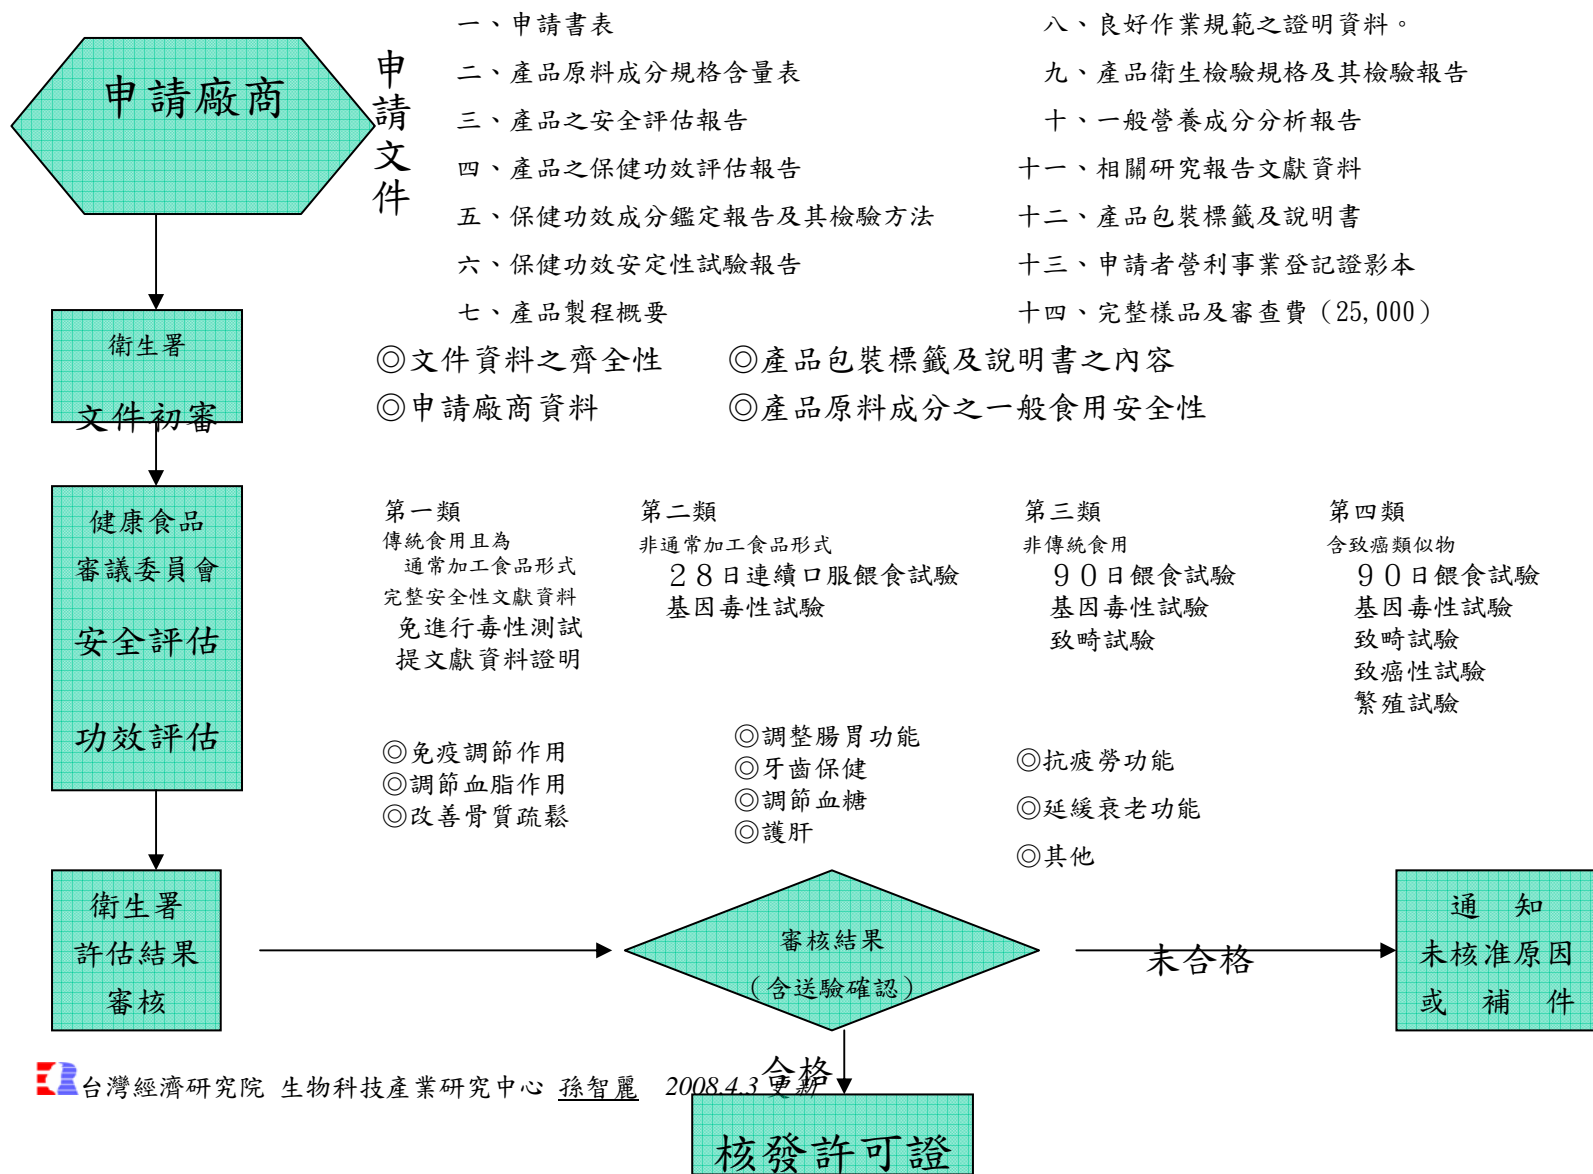 申請廠商
申請文件
一、申請書表
二、產品原料成分規格含量表
三、產品之安全評估報告
四、產品之保健功效評估報告
五、保健功效成分鑑定報告及其檢驗方法
六、保健功效安定性試驗報告
七、產品製程概要
八、良好作業規範之證明資料。
九、產品衛生檢驗規格及其檢驗報告
十、一般營養成分分析報告
十一、相關研究報告文獻資料
十二、產品包裝標籤及說明書
十三、申請者營利事業登記證影本
十四、完整樣品及審查費（25,000）
衛生署
文件初審
◎文件資料之齊全性
◎產品包裝標籤及說明書之內容
◎申請廠商資料
◎產品原料成分之一般食用安全性
健康食品
審議委員會
安全評估
功效評估
第一類
傳統食用且為
通常加工食品形式
完整安全性文獻資料
免進行毒性測試
提文獻資料證明
第二類
非通常加工食品形式
２８日連續口服餵食試驗
基因毒性試驗
第三類
非傳統食用
９０日餵食試驗
基因毒性試驗
致畸試驗
第四類
含致癌類似物
９０日餵食試驗
基因毒性試驗
致畸試驗
致癌性試驗
繁殖試驗
◎免疫調節作用
◎調節血脂作用
◎改善骨質疏鬆
◎調整腸胃功能
◎牙齒保健
◎調節血糖
◎護肝
◎抗疲勞功能
◎延緩衰老功能
◎其他
衛生署
許估結果
審核
審核結果
（含送驗確認）
未合格
通　知
未核准原因
或　補　件
合格
核發許可證
台灣經濟研究院 生物科技產業研究中心 孫智麗 2008.4.3 更新